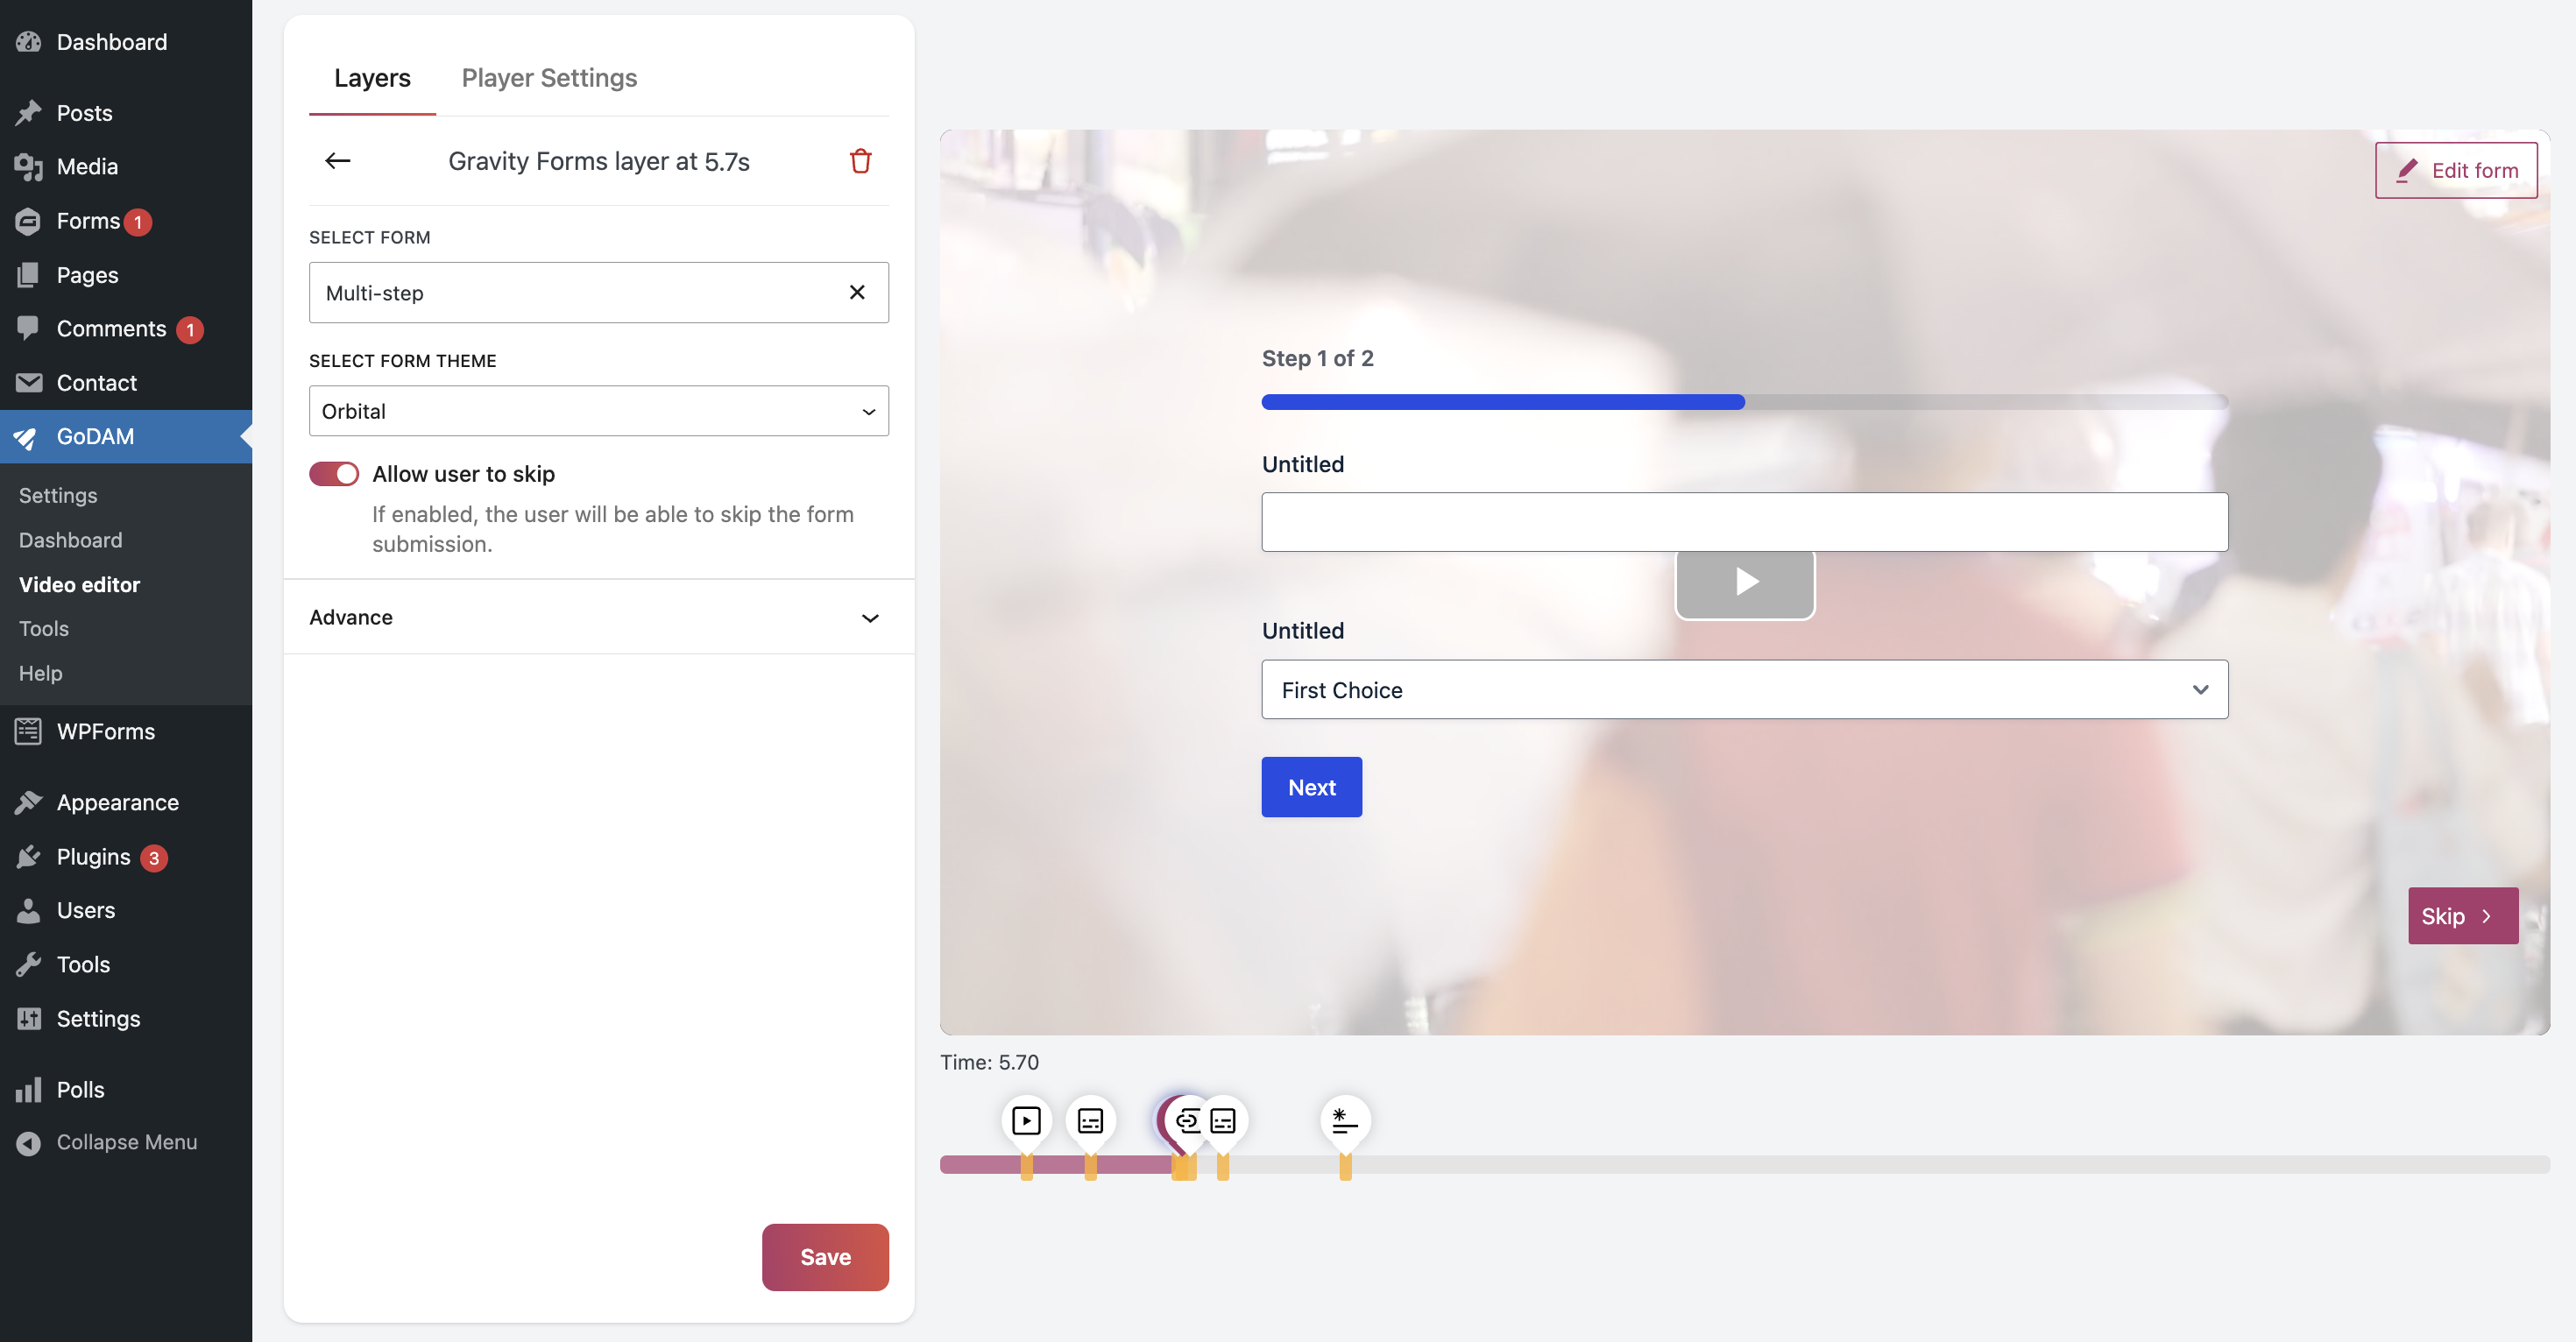 Dashboard
Posts
Media
Forms 1
Pages
Comments 1
Contact
GoDAM
Settings
Dashboard
Video editor
Tools
Help
WPForms
Appearance
Plugins 3
Users
Tools
Settings
Polls
Collapse Menu
Layers
Player Settings
Gravity Forms layer at 5.7s
SELECT FORM
Multi-step
SELECT FORM THEME
Orbital
Allow user to skip
If enabled, the user will be able to skip the form
submission.
Advance
Save
Edit form
Step 1 of 2
Untitled
Untitled
First Choice
Next
Skip
Time: 5.70